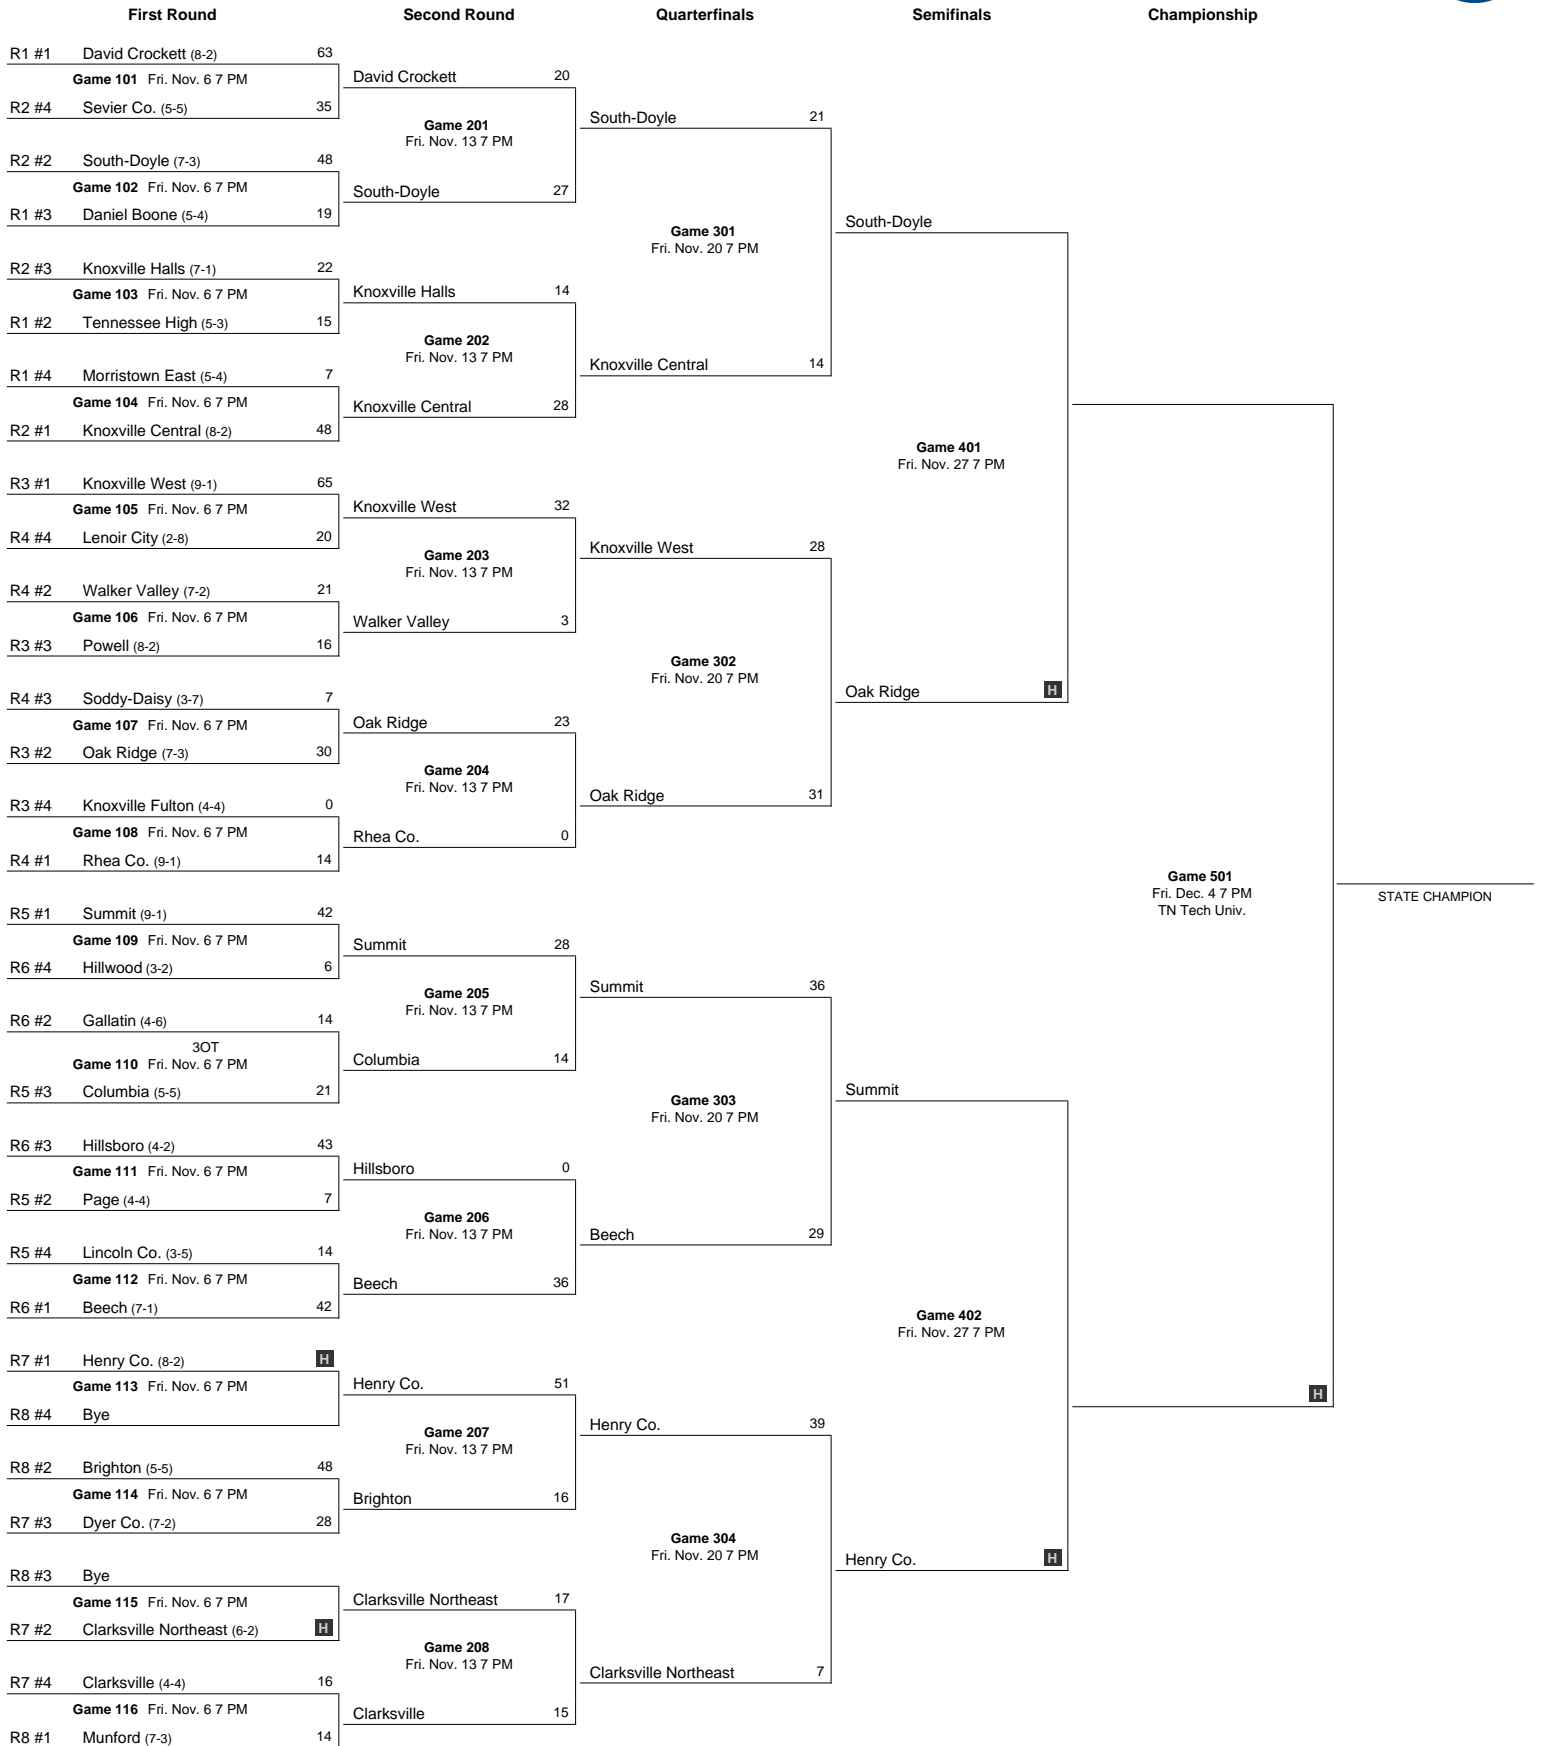 First Round
Second Round
Quarterfinals
Semifinals
Championship
R1 #1 David Crockett (8-2) 63
Game 101 Fri. Nov. 6 7 PM
R2 #4 Sevier Co. (5-5) 35
R2 #2 South-Doyle (7-3) 48
Game 102 Fri. Nov. 6 7 PM
R1 #3 Daniel Boone (5-4) 19
R2 #3 Knoxville Halls (7-1) 22
Game 103 Fri. Nov. 6 7 PM
R1 #2 Tennessee High (5-3) 15
R1 #4 Morristown East (5-4) 7
Game 104 Fri. Nov. 6 7 PM
R2 #1 Knoxville Central (8-2) 48
R3 #1 Knoxville West (9-1) 65
Game 105 Fri. Nov. 6 7 PM
R4 #4 Lenoir City (2-8) 20
R4 #2 Walker Valley (7-2) 21
Game 106 Fri. Nov. 6 7 PM
R3 #3 Powell (8-2) 16
R4 #3 Soddy-Daisy (3-7) 7
Game 107 Fri. Nov. 6 7 PM
R3 #2 Oak Ridge (7-3) 30
R3 #4 Knoxville Fulton (4-4) 0
Game 108 Fri. Nov. 6 7 PM
R4 #1 Rhea Co. (9-1) 14
R5 #1 Summit (9-1) 42
Game 109 Fri. Nov. 6 7 PM
R6 #4 Hillwood (3-2) 6
R6 #2 Gallatin (4-6) 14
3OT
Game 110 Fri. Nov. 6 7 PM
R5 #3 Columbia (5-5) 21
R6 #3 Hillsboro (4-2) 43
Game 111 Fri. Nov. 6 7 PM
R5 #2 Page (4-4) 7
R5 #4 Lincoln Co. (3-5) 14
Game 112 Fri. Nov. 6 7 PM
R6 #1 Beech (7-1) 42
R7 #1 Henry Co. (8-2) H
Game 113 Fri. Nov. 6 7 PM
R8 #4 Bye
R8 #2 Brighton (5-5) 48
Game 114 Fri. Nov. 6 7 PM
R7 #3 Dyer Co. (7-2) 28
R8 #3 Bye
Game 115 Fri. Nov. 6 7 PM
R7 #2 Clarksville Northeast (6-2) H
R7 #4 Clarksville (4-4) 16
Game 116 Fri. Nov. 6 7 PM
R8 #1 Munford (7-3) 14
David Crockett 20
Game 201
Fri. Nov. 13 7 PM
South-Doyle 27
Knoxville Halls 14
Game 202
Fri. Nov. 13 7 PM
Knoxville Central 28
Knoxville West 32
Game 203
Fri. Nov. 13 7 PM
Walker Valley 3
Oak Ridge 23
Game 204
Fri. Nov. 13 7 PM
Rhea Co. 0
Summit 28
Game 205
Fri. Nov. 13 7 PM
Columbia 14
Hillsboro 0
Game 206
Fri. Nov. 13 7 PM
Beech 36
Henry Co. 51
Game 207
Fri. Nov. 13 7 PM
Brighton 16
Clarksville Northeast 17
Game 208
Fri. Nov. 13 7 PM
Clarksville 15
South-Doyle 21
Game 301
Fri. Nov. 20 7 PM
Knoxville Central 14
Knoxville West 28
Game 302
Fri. Nov. 20 7 PM
Oak Ridge 31
Summit 36
Game 303
Fri. Nov. 20 7 PM
Beech 29
Henry Co. 39
Game 304
Fri. Nov. 20 7 PM
Clarksville Northeast 7
South-Doyle
Game 401
Fri. Nov. 27 7 PM
Oak Ridge H
Summit
Game 402
Fri. Nov. 27 7 PM
Henry Co. H
Game 501
Fri. Dec. 4 7 PM
TN Tech Univ.
H
STATE CHAMPION